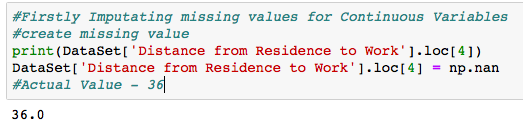 #Firstly Imputating missing values for Continuous Variables
#create missing value
print(DataSet['Distance from Residence to Work'].loc[4])
DataSet['Distance from Residence to Work'].loc[4] = np.nan
#Actual Value - 36
36.0